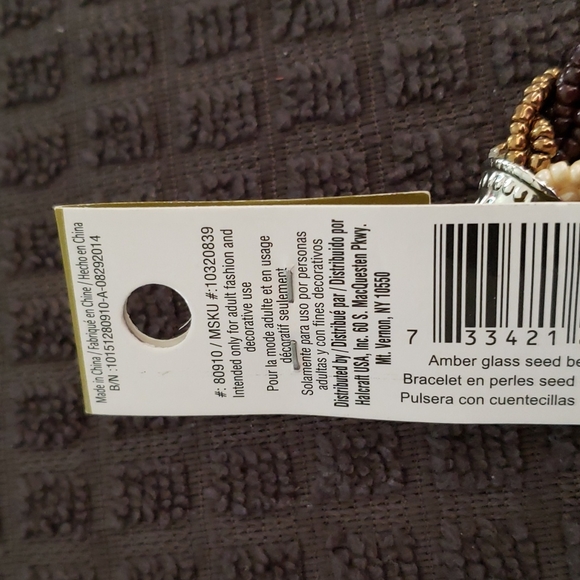 Made in China / Fabriqué en Chine / Hecho en China
B/N :10151280910-A-08292014
#: 80910 / MSKU #:10320839
Intended only for adult fashion and
decorative use
Pour la mode adulte et en usage
décoratif seulement
Solamente para uso por personas
adultas y con fines decorativos
Distributed by / Distribué par / Distribuido por
Halcraft USA, Inc. 60 S. MacQuesten Pkwy.
Mt. Vernon, NY 10550
7 33421
Amber glass seed be
Bracelet en perles seed
Pulsera con cuentecillas